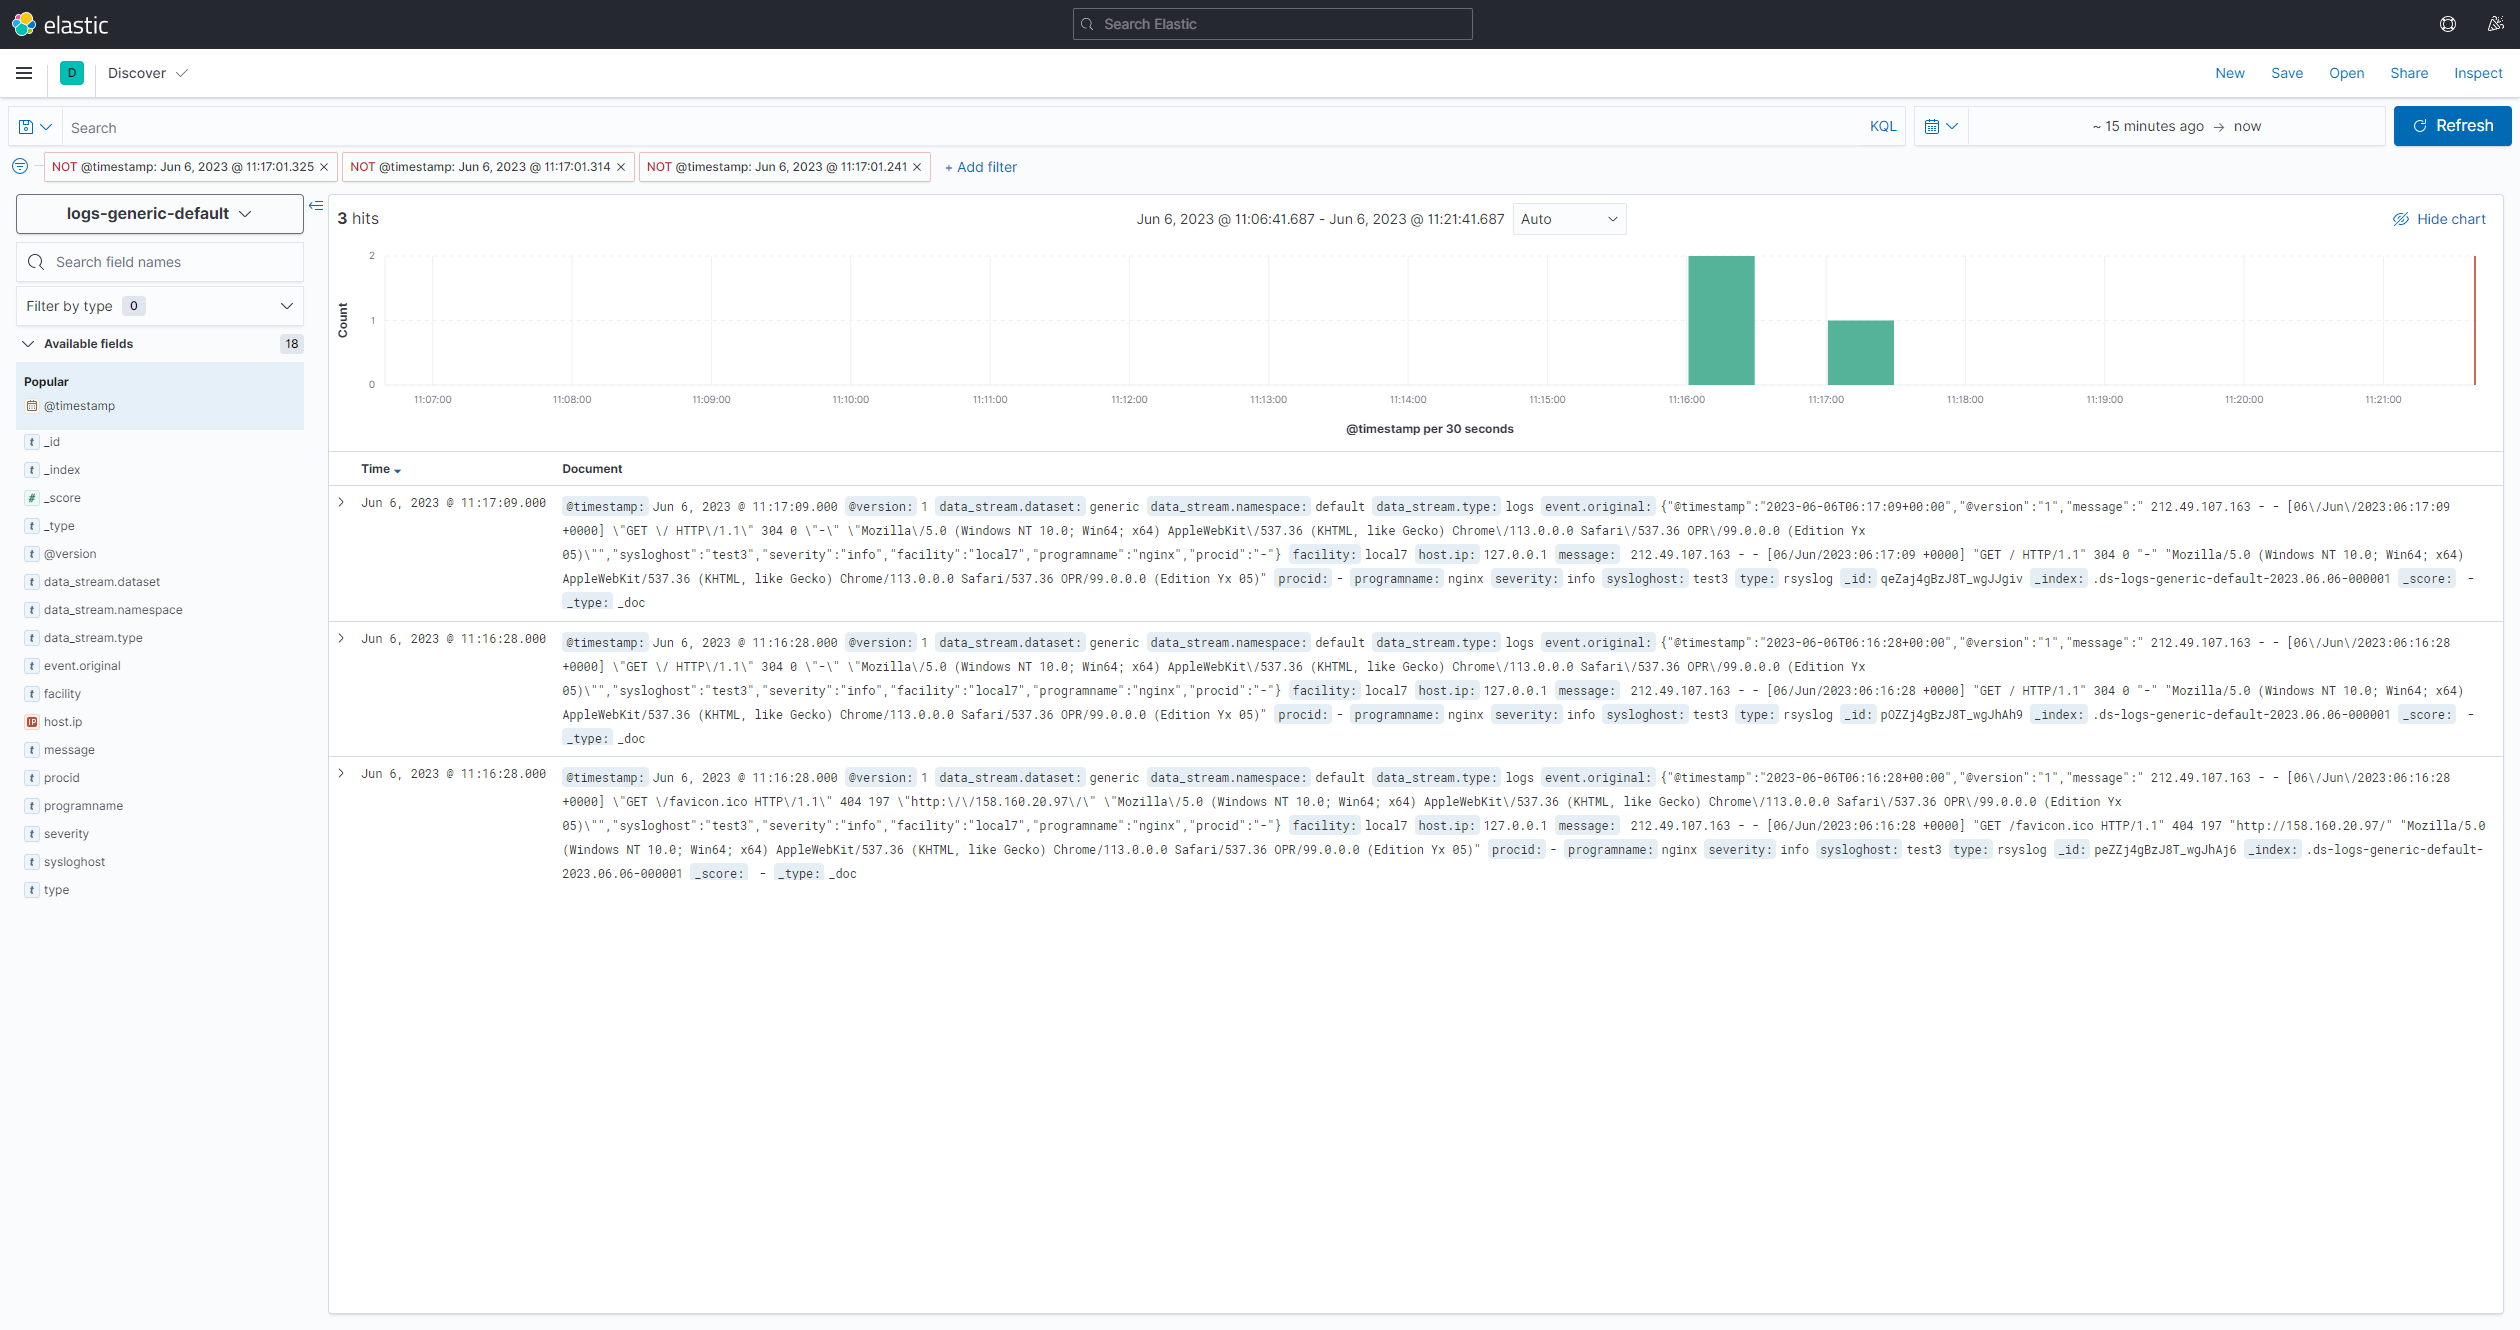 elastic
Search Elastic
D Discover New Save Open Share Inspect
Search KQL ~ 15 minutes ago → now Refresh
NOT @timestamp: Jun 6, 2023 @ 11:17:01.325 × NOT @timestamp: Jun 6, 2023 @ 11:17:01.314 × NOT @timestamp: Jun 6, 2023 @ 11:17:01.241 × + Add filter
logs-generic-default
Search field names
Filter by type 0
Available fields 18
Popular
@timestamp
t _id
t _index
# _score
t _type
t @version
t data_stream.dataset
t data_stream.namespace
t data_stream.type
t event.original
t facility
IP host.ip
t message
t procid
t programname
t severity
t sysloghost
t type
3 hits Jun 6, 2023 @ 11:06:41.687 - Jun 6, 2023 @ 11:21:41.687 Auto Hide chart
2
1
0
Count
11:07:00 11:08:00 11:09:00 11:10:00 11:11:00 11:12:00 11:13:00 11:14:00 11:15:00 11:16:00 11:17:00 11:18:00 11:19:00 11:20:00 11:21:00
@timestamp per 30 seconds
Time Document
Jun 6, 2023 @ 11:17:09.000 @timestamp: Jun 6, 2023 @ 11:17:09.000 @version: 1 data_stream.dataset: generic data_stream.namespace: default data_stream.type: logs event.original: {"@timestamp":"2023-06-06T06:17:09+00:00","@version":"1","message":" 212.49.107.163 - - [06\/Jun\/2023:06:17:09
+0000] \"GET \/ HTTP\/1.1\" 304 0 \"-\" \"Mozilla\/5.0 (Windows NT 10.0; Win64; x64) AppleWebKit\/537.36 (KHTML, like Gecko) Chrome\/113.0.0.0 Safari\/537.36 OPR\/99.0.0.0 (Edition Yx
05)\"","sysloghost":"test3","severity":"info","facility":"local7","programname":"nginx","procid":"-"} facility: local7 host.ip: 127.0.0.1 message: 212.49.107.163 - - [06/Jun/2023:06:17:09 +0000] "GET / HTTP/1.1" 304 0 "-" "Mozilla/5.0 (Windows NT 10.0; Win64; x64)
AppleWebKit/537.36 (KHTML, like Gecko) Chrome/113.0.0.0 Safari/537.36 OPR/99.0.0.0 (Edition Yx 05)" procid: - programname: nginx severity: info sysloghost: test3 type: rsyslog _id: qeZaj4gBzJ8T_wgJJgiv _index: .ds-logs-generic-default-2023.06.06-000001 _score: -
_type: _doc
Jun 6, 2023 @ 11:16:28.000 @timestamp: Jun 6, 2023 @ 11:16:28.000 @version: 1 data_stream.dataset: generic data_stream.namespace: default data_stream.type: logs event.original: {"@timestamp":"2023-06-06T06:16:28+00:00","@version":"1","message":" 212.49.107.163 - - [06\/Jun\/2023:06:16:28
+0000] \"GET \/ HTTP\/1.1\" 304 0 \"-\" \"Mozilla\/5.0 (Windows NT 10.0; Win64; x64) AppleWebKit\/537.36 (KHTML, like Gecko) Chrome\/113.0.0.0 Safari\/537.36 OPR\/99.0.0.0 (Edition Yx
05)\"","sysloghost":"test3","severity":"info","facility":"local7","programname":"nginx","procid":"-"} facility: local7 host.ip: 127.0.0.1 message: 212.49.107.163 - - [06/Jun/2023:06:16:28 +0000] "GET / HTTP/1.1" 304 0 "-" "Mozilla/5.0 (Windows NT 10.0; Win64; x64)
AppleWebKit/537.36 (KHTML, like Gecko) Chrome/113.0.0.0 Safari/537.36 OPR/99.0.0.0 (Edition Yx 05)" procid: - programname: nginx severity: info sysloghost: test3 type: rsyslog _id: pOZZj4gBzJ8T_wgJhAh9 _index: .ds-logs-generic-default-2023.06.06-000001 _score: -
_type: _doc
Jun 6, 2023 @ 11:16:28.000 @timestamp: Jun 6, 2023 @ 11:16:28.000 @version: 1 data_stream.dataset: generic data_stream.namespace: default data_stream.type: logs event.original: {"@timestamp":"2023-06-06T06:16:28+00:00","@version":"1","message":" 212.49.107.163 - - [06\/Jun\/2023:06:16:28
+0000] \"GET \/favicon.ico HTTP\/1.1\" 404 197 \"http:\/\/158.160.20.97\/\" \"Mozilla\/5.0 (Windows NT 10.0; Win64; x64) AppleWebKit\/537.36 (KHTML, like Gecko) Chrome\/113.0.0.0 Safari\/537.36 OPR\/99.0.0.0 (Edition Yx
05)\"","sysloghost":"test3","severity":"info","facility":"local7","programname":"nginx","procid":"-"} facility: local7 host.ip: 127.0.0.1 message: 212.49.107.163 - - [06/Jun/2023:06:16:28 +0000] "GET /favicon.ico HTTP/1.1" 404 197 "http://158.160.20.97/" "Mozilla/5.0
(Windows NT 10.0; Win64; x64) AppleWebKit/537.36 (KHTML, like Gecko) Chrome/113.0.0.0 Safari/537.36 OPR/99.0.0.0 (Edition Yx 05)" procid: - programname: nginx severity: info sysloghost: test3 type: rsyslog _id: peZZj4gBzJ8T_wgJhAj6 _index: .ds-logs-generic-default-
2023.06.06-000001 _score: - _type: _doc